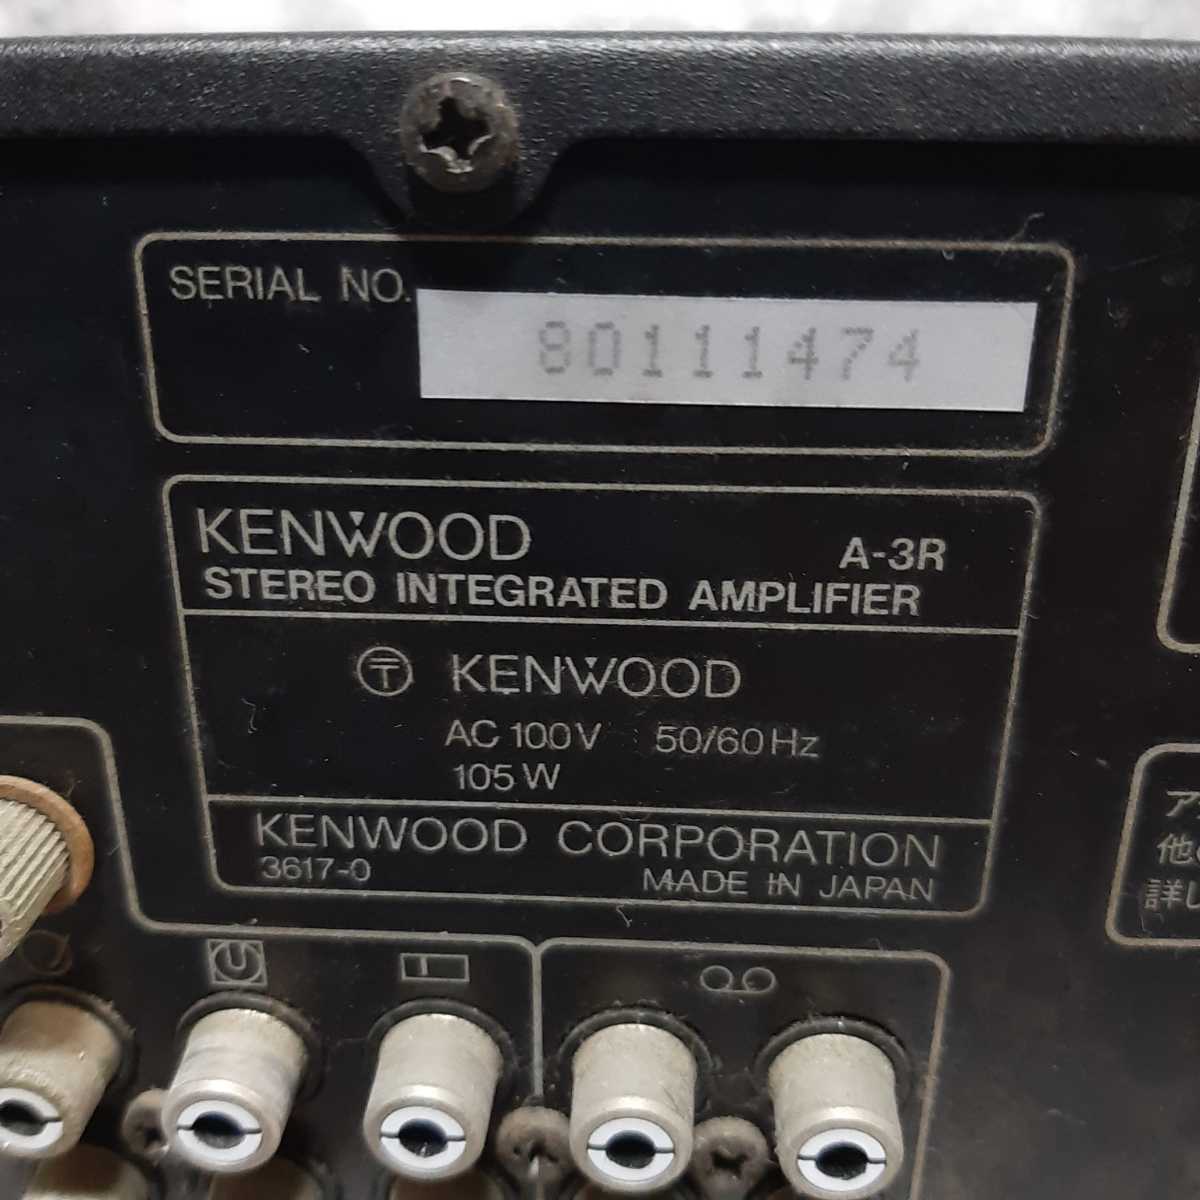 SERIAL NO. 80111474
KENWOOD A-3R
STEREO INTEGRATED AMPLIFIER
KENWOOD
AC 100V 50/60Hz
105W
KENWOOD CORPORATION
3617-0 MADE IN JAPAN
ア
他
詳し